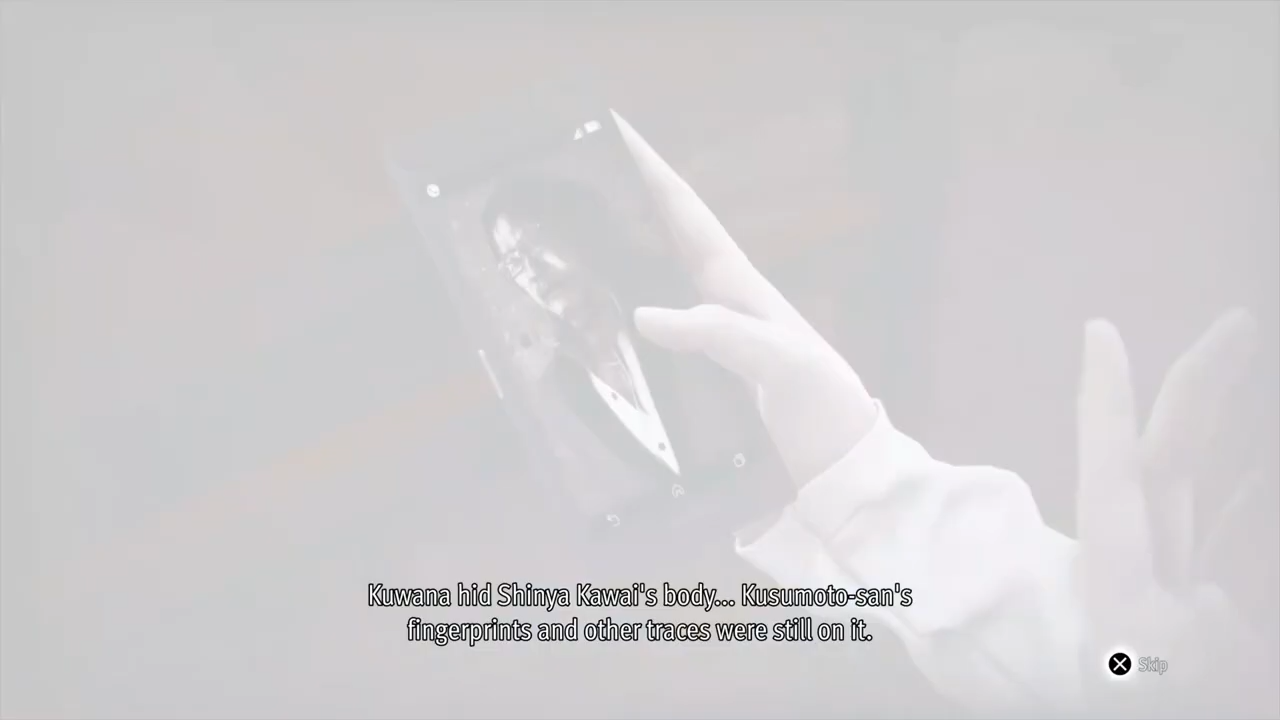 Kuwana hid Shinya Kawai's body... Kusumoto-san's
fingerprints and other traces were still on it.
Skip